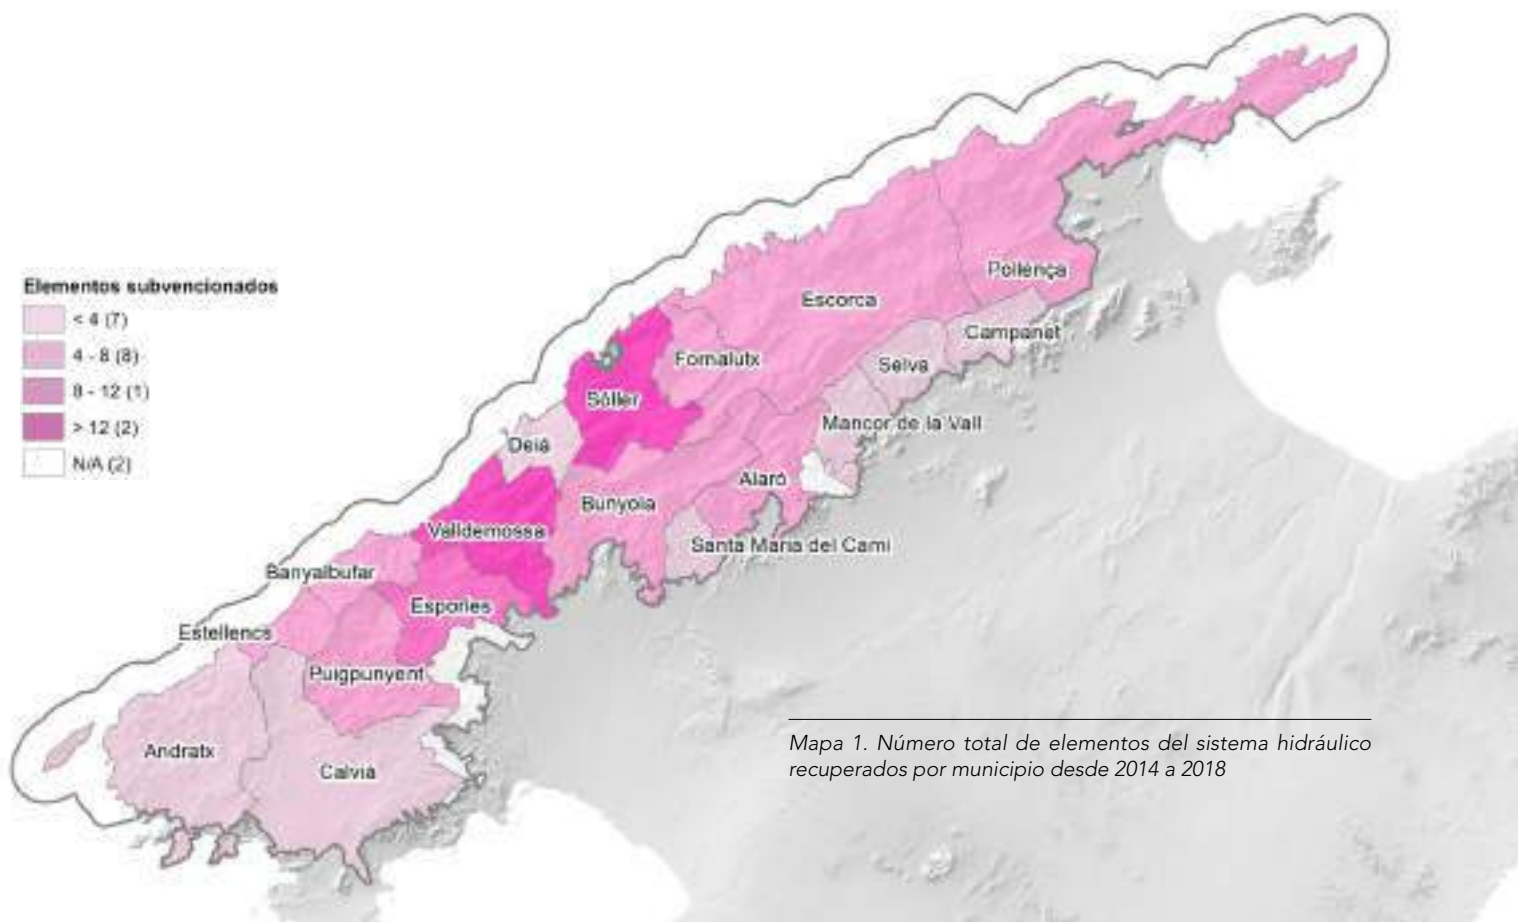 Elementos subvencionados
< 4 (7)
4 - 8 (8)
8 - 12 (1)
> 12 (2)
N/A (2)
Pollença
Escorca
Campanet
Fornalutx
Selva
Sóller
Mancor de la Vall
Deià
Alaró
Bunyola
Valldemossa
Santa Maria del Camí
Banyalbufar
Esporles
Estellencs
Puigpunyent
Andratx
Calvià
Mapa 1. Número total de elementos del sistema hidráulico
recuperados por municipio desde 2014 a 2018